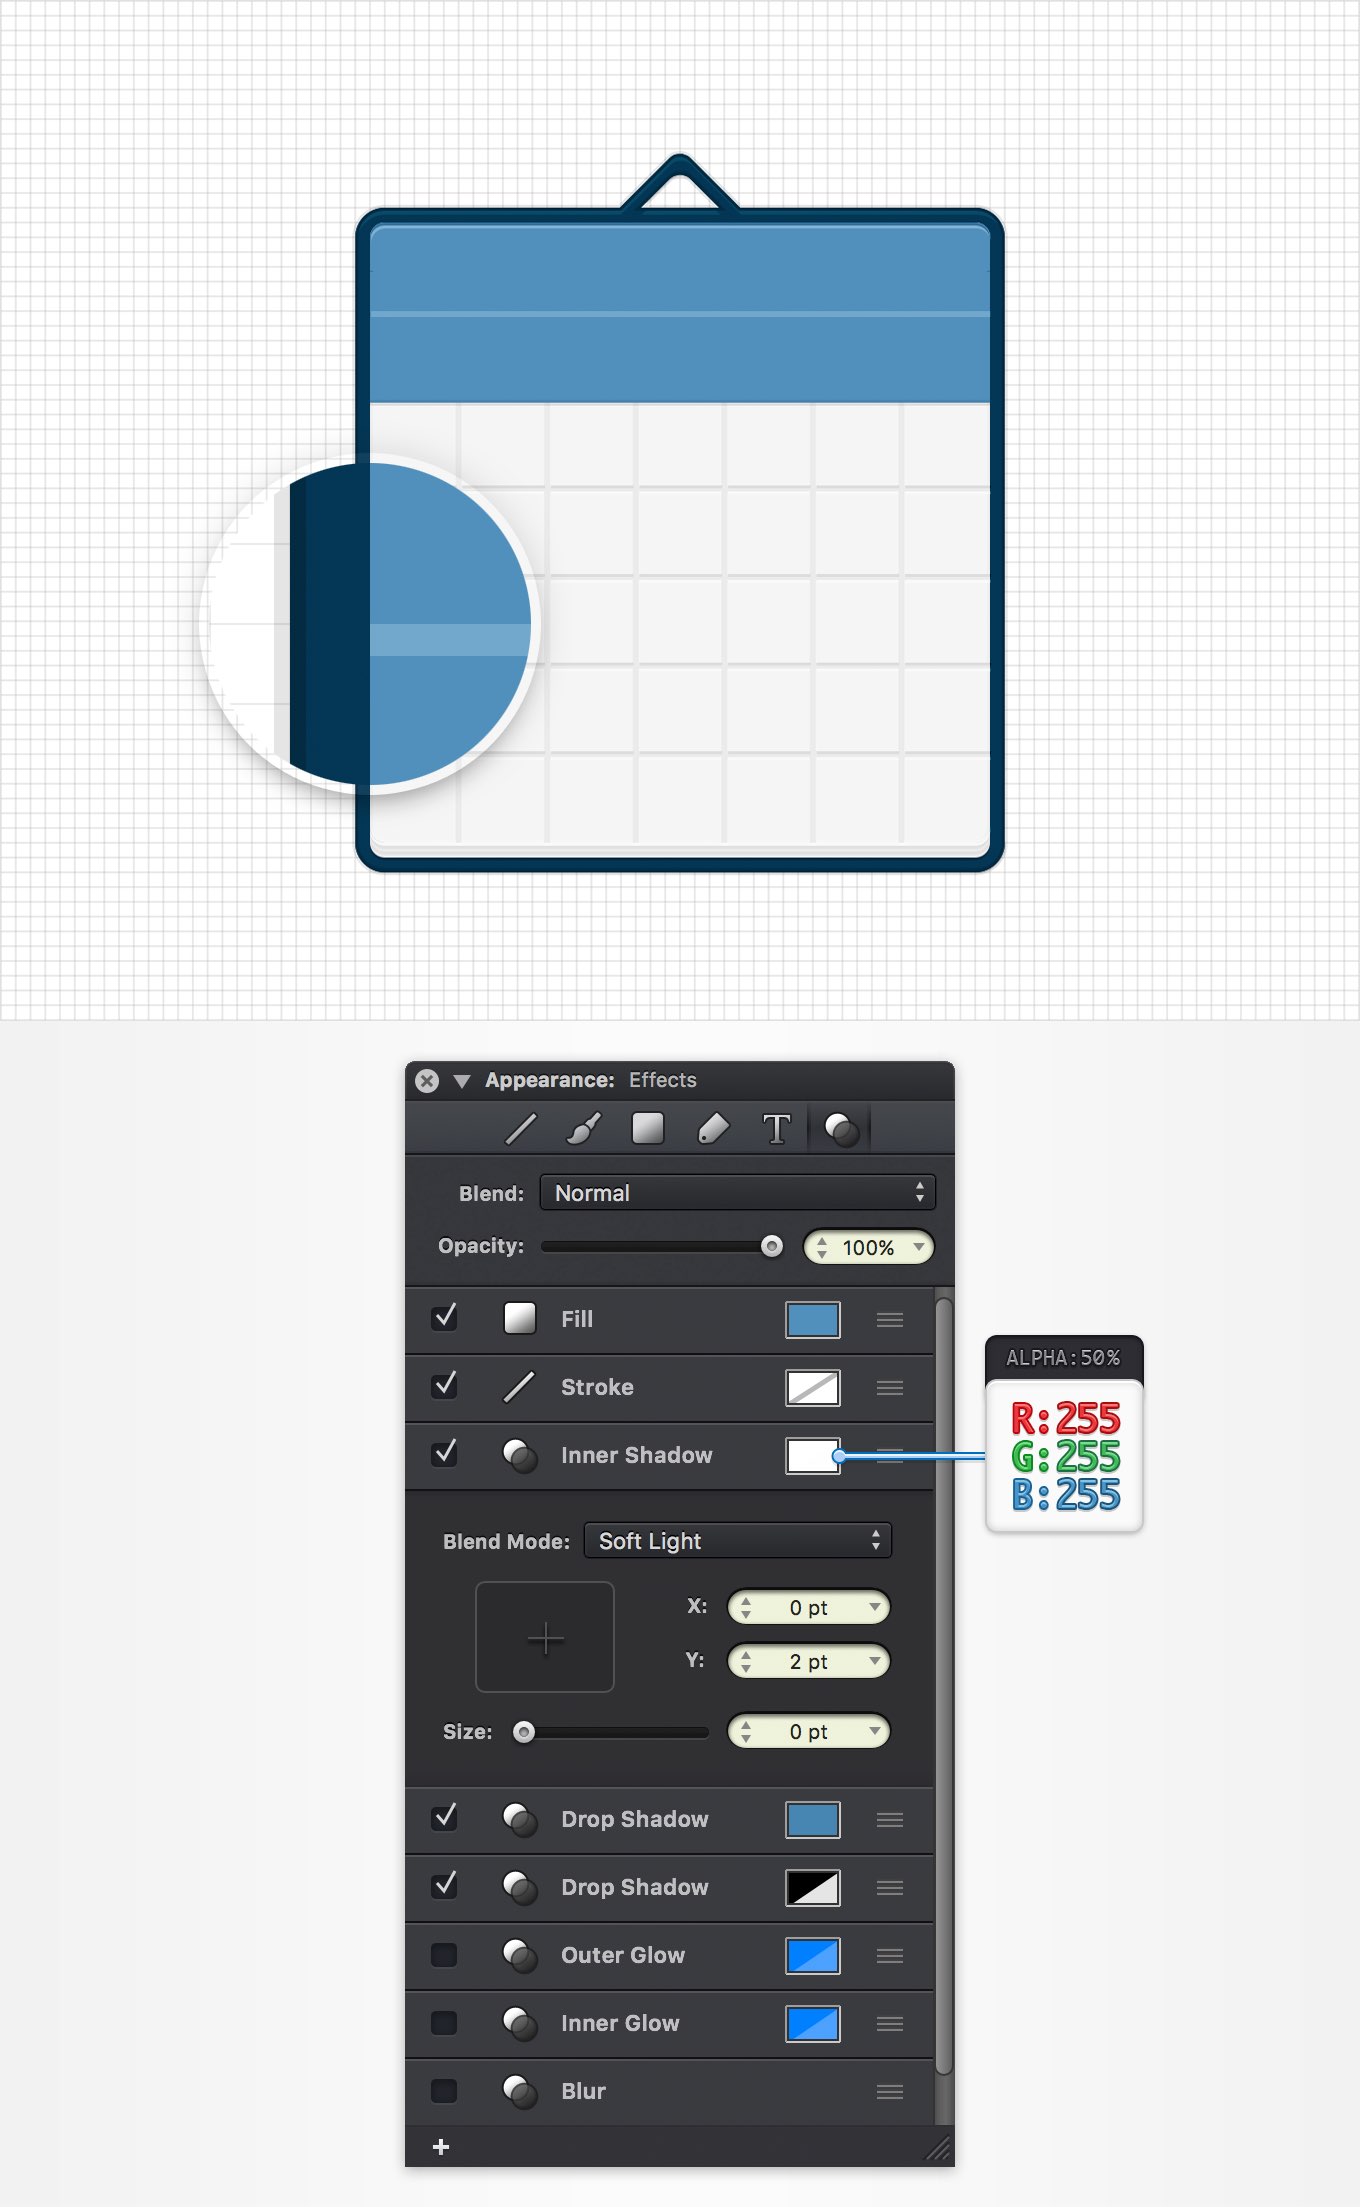 Appearance: Effects
T
Blend: Normal
Opacity: 100%
Fill
Stroke
Inner Shadow
ALPHA:50%
R:255
G:255
B:255
Blend Mode: Soft Light
X: 0 pt
Y: 2 pt
Size: 0 pt
Drop Shadow
Drop Shadow
Outer Glow
Inner Glow
Blur